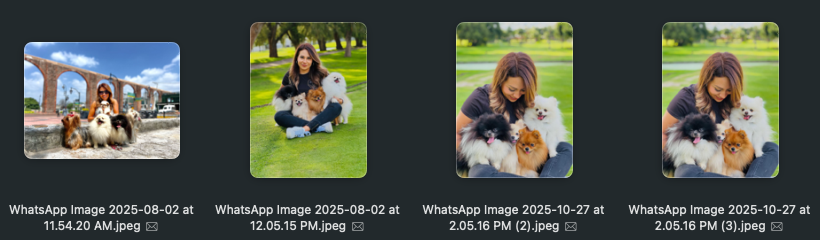 WhatsApp Image 2025-08-02 at
11.54.20 AM.jpeg
WhatsApp Image 2025-08-02 at
12.05.15 PM.jpeg
WhatsApp Image 2025-10-27 at
2.05.16 PM (2).jpeg
WhatsApp Image 2025-10-27 at
2.05.16 PM (3).jpeg